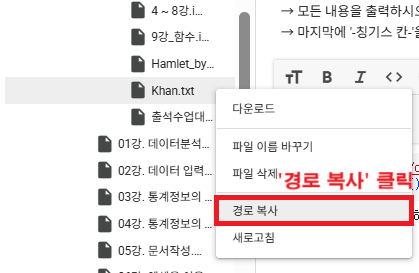 → 모든 내용을 출력하시오
→ 마지막에 '-칭기스 칸-'을
4 ~ 8강.i...
9강_함수.i...
Hamlet_by...
Khan.txt
출석수업대...
01강. 데이터분석...
02강. 데이터 입력...
03강. 통계정보의 ...
04강. 통계정보의 ...
05강. 문서작성....
다운로드
파일 이름 바꾸기
파일 삭제
'경로 복사' 클릭
경로 복사
새로고침